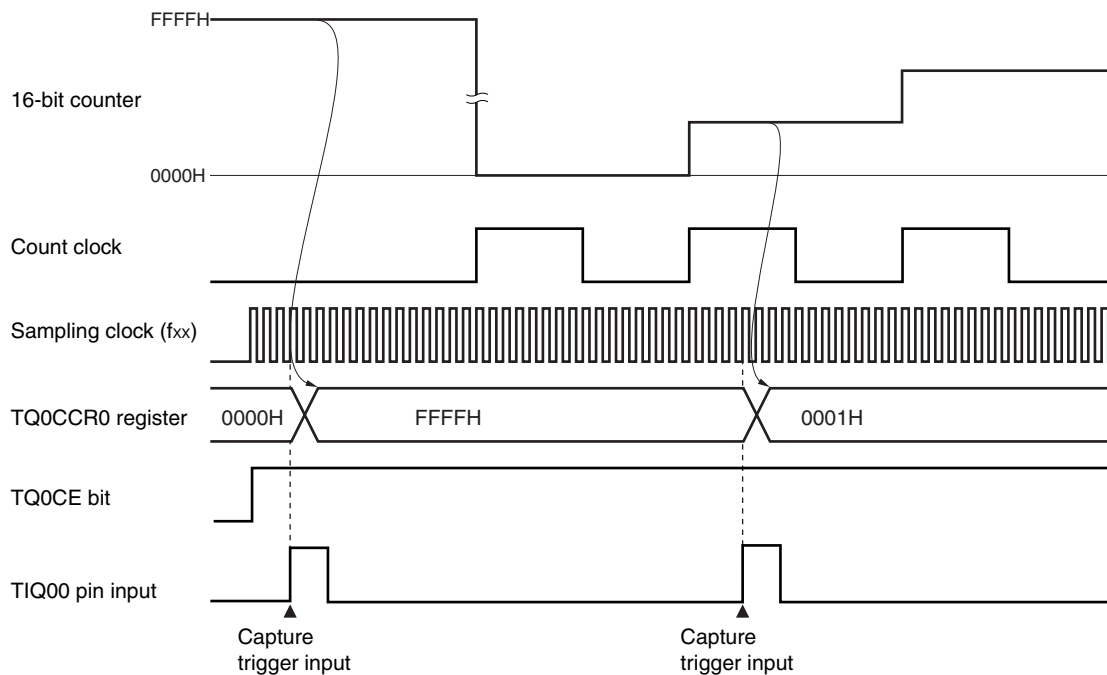 FFFFH
16-bit counter
0000H
Count clock
Sampling clock (fxx)
TQ0CCR0 register
0000H
FFFFH
0001H
TQ0CE bit
TIQ00 pin input
Capture
trigger input
Capture
trigger input